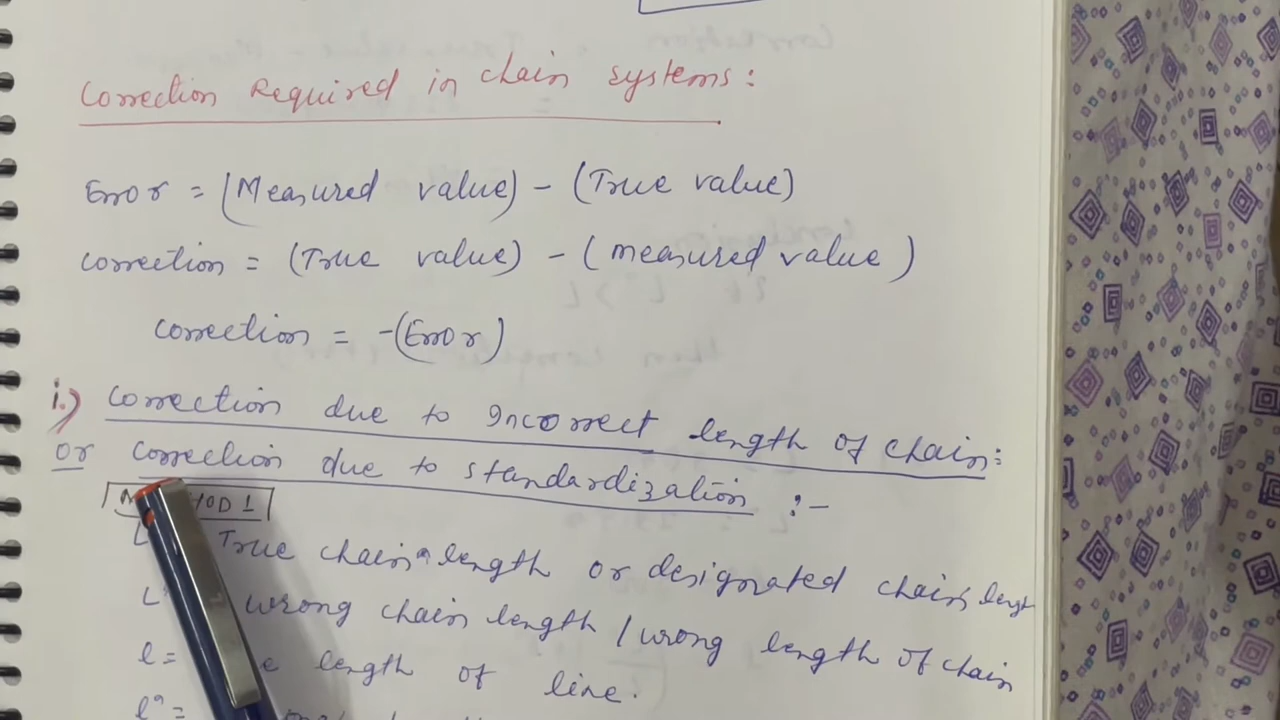 Correction Required in chain systems:
Error = (Measured value) - (True value)
correction = (True value) - (measured value)
correction = -(Error)
i.) correction due to incorrect length of chain:
or correction due to standardization :-
True chain length or designated chain length
L' wrong chain length / wrong length of chain
l = length of line.
l' =